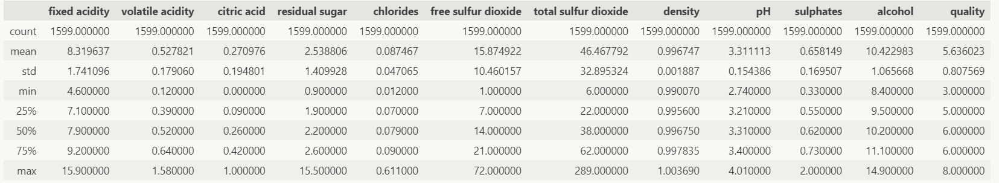 fixed acidity volatile acidity citric acid residual sugar chlorides free sulfur dioxide total sulfur dioxide density pH sulphates alcohol quality
count 1599.000000 1599.000000 1599.000000 1599.000000 1599.000000 1599.000000 1599.000000 1599.000000 1599.000000 1599.000000 1599.000000 1599.000000
mean 8.319637 0.527821 0.270976 2.538806 0.087467 15.874922 46.467792 0.996747 3.311113 0.658149 10.422983 5.636023
std 1.741096 0.179060 0.194801 1.409928 0.047065 10.460157 32.895324 0.001887 0.154386 0.169507 1.065668 0.807569
min 4.600000 0.120000 0.000000 0.900000 0.012000 1.000000 6.000000 0.990070 2.740000 0.330000 8.400000 3.000000
25% 7.100000 0.390000 0.090000 1.900000 0.070000 7.000000 22.000000 0.995600 3.210000 0.550000 9.500000 5.000000
50% 7.900000 0.520000 0.260000 2.200000 0.079000 14.000000 38.000000 0.996750 3.310000 0.620000 10.200000 6.000000
75% 9.200000 0.640000 0.420000 2.600000 0.090000 21.000000 62.000000 0.997835 3.400000 0.730000 11.100000 6.000000
max 15.900000 1.580000 1.000000 15.500000 0.611000 72.000000 289.000000 1.003690 4.010000 2.000000 14.900000 8.000000